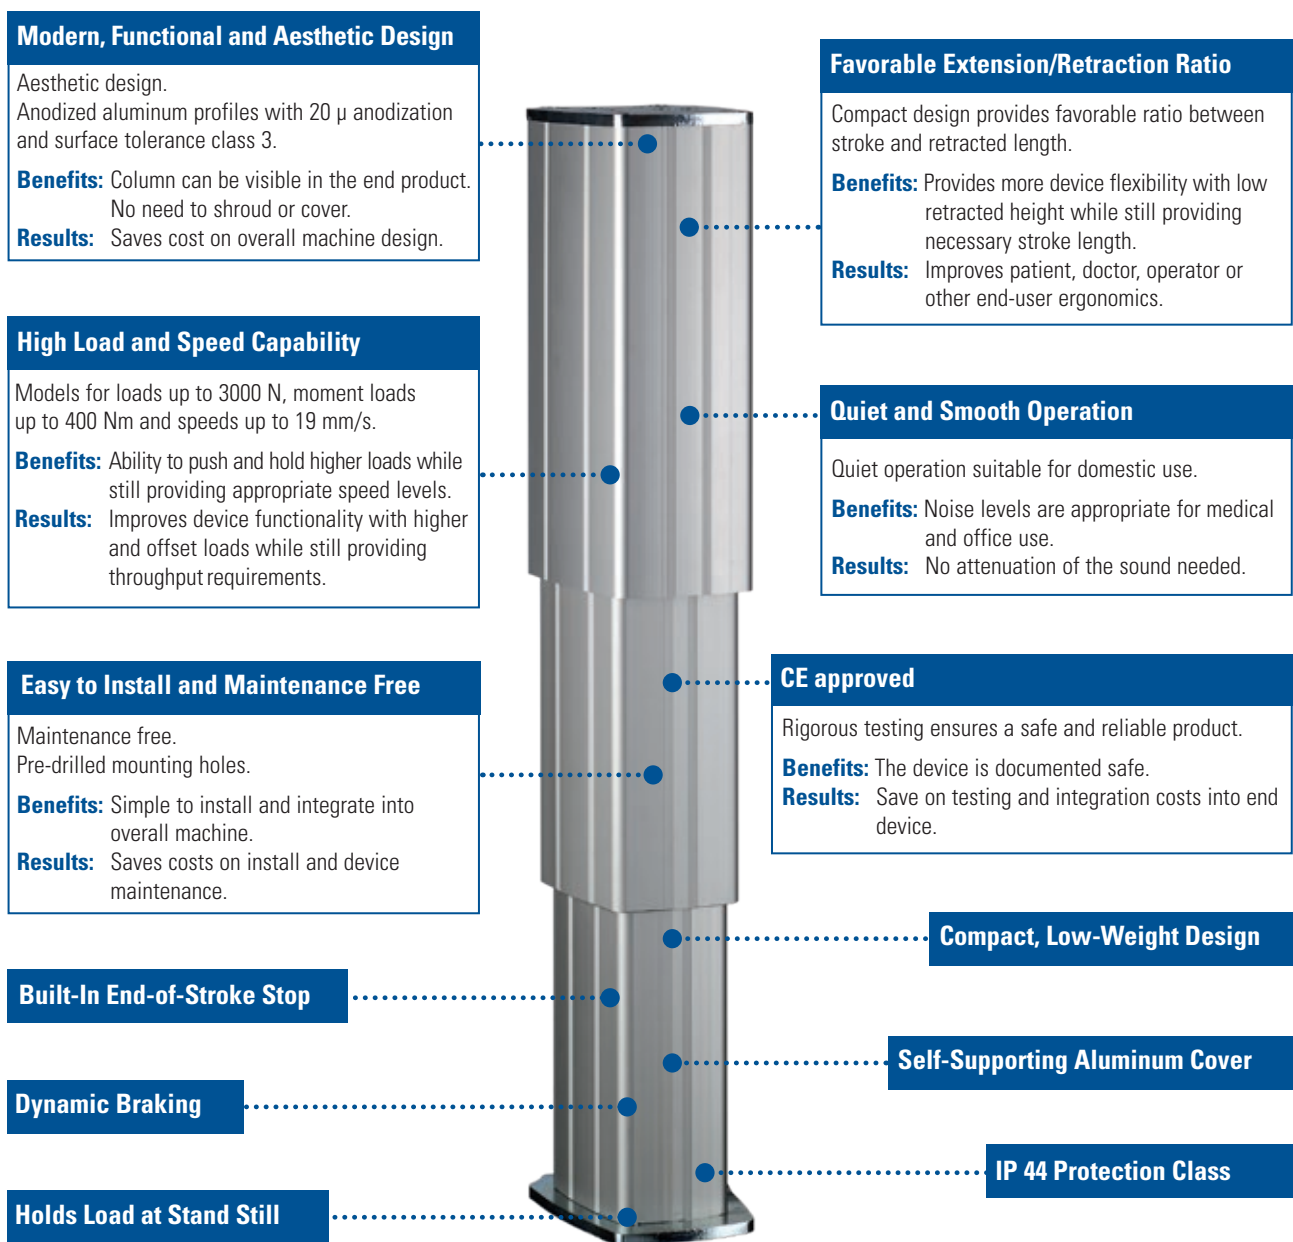 Modern, Functional and Aesthetic Design
Aesthetic design.
Anodized aluminum profiles with 20 µ anodization
and surface tolerance class 3.
Benefits: Column can be visible in the end product.
No need to shroud or cover.
Results: Saves cost on overall machine design.
High Load and Speed Capability
Models for loads up to 3000 N, moment loads
up to 400 Nm and speeds up to 19 mm/s.
Benefits: Ability to push and hold higher loads while
still providing appropriate speed levels.
Results: Improves device functionality with higher
and offset loads while still providing
throughput requirements.
Easy to Install and Maintenance Free
Maintenance free.
Pre-drilled mounting holes.
Benefits: Simple to install and integrate into
overall machine.
Results: Saves costs on install and device
maintenance.
Built-In End-of-Stroke Stop
Dynamic Braking
Holds Load at Stand Still
Favorable Extension/Retraction Ratio
Compact design provides favorable ratio between
stroke and retracted length.
Benefits: Provides more device flexibility with low
retracted height while still providing
necessary stroke length.
Results: Improves patient, doctor, operator or
other end-user ergonomics.
Quiet and Smooth Operation
Quiet operation suitable for domestic use.
Benefits: Noise levels are appropriate for medical
and office use.
Results: No attenuation of the sound needed.
CE approved
Rigorous testing ensures a safe and reliable product.
Benefits: The device is documented safe.
Results: Save on testing and integration costs into end
device.
Compact, Low-Weight Design
Self-Supporting Aluminum Cover
IP 44 Protection Class